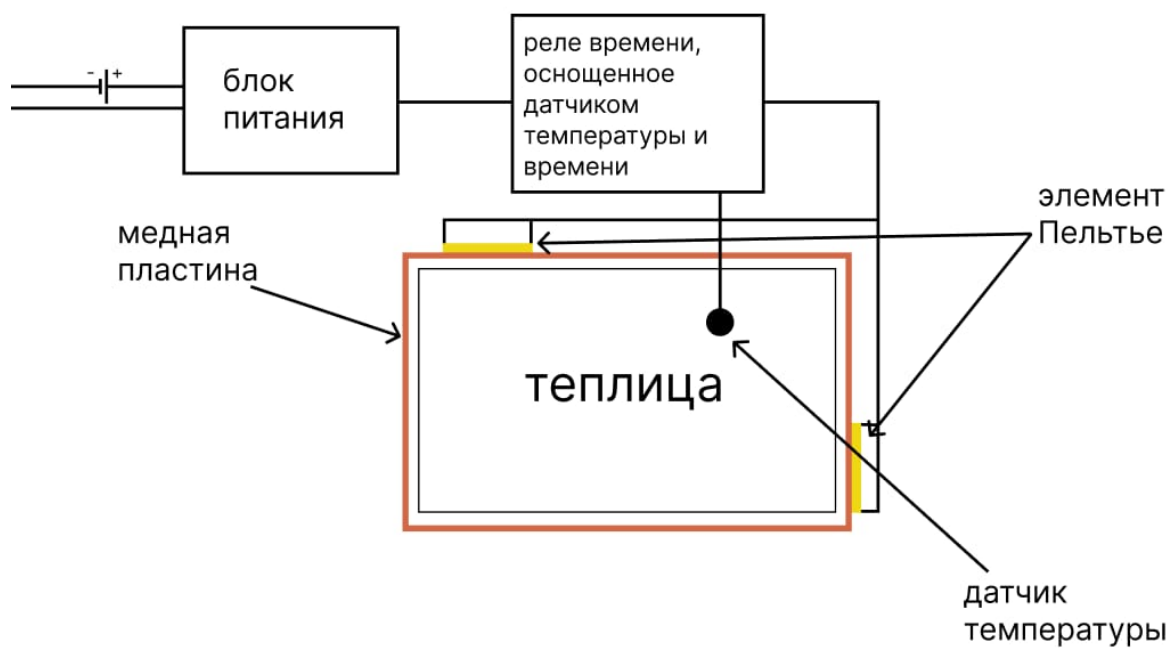 - +
блок
питания
реле времени,
оснощенное
датчиком
температуры и
времени
элемент
Пельтье
медная
пластина
теплица
датчик
температуры